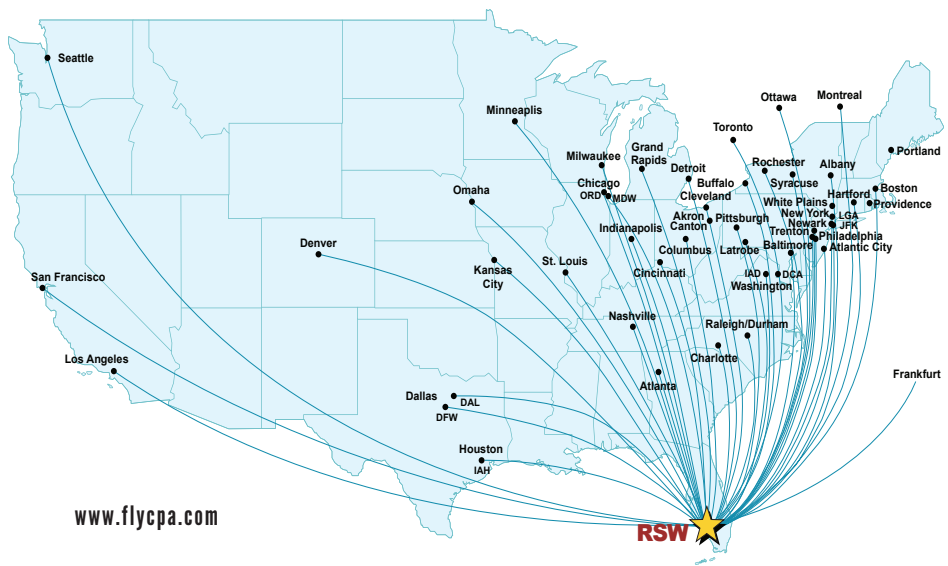 Seattle
Minneaplis
Ottawa
Montreal
Toronto
Portland
Milwaukee
Grand
Rapids
Detroit
Rochester
Albany
Syracuse
Buffalo
Chicago
ORD
MDW
Cleveland
Hartford
Boston
Providence
White Plains
New York
LGA
Newark
JFK
Omaha
Akron
Canton
Pittsburgh
Trenton
Philadelphia
Indianapolis
Columbus
Latrobe
Baltimore
Atlantic City
Denver
Kansas
City
St. Louis
Cincinnati
IAD
DCA
Washington
San Francisco
Nashville
Raleigh/Durham
Los Angeles
Charlotte
Atlanta
Frankfurt
Dallas
DAL
DFW
Houston
IAH
www.flycpa.com
RSW